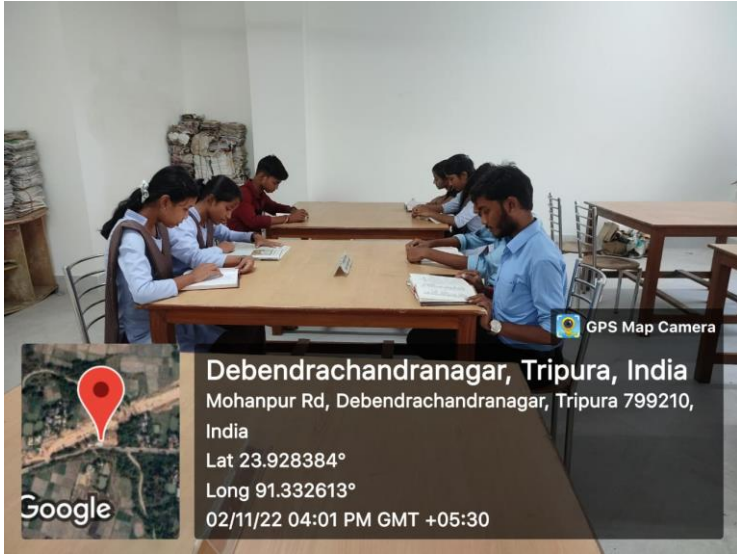 GPS Map Camera
Debendrachandranagar, Tripura, India
Mohanpur Rd, Debendrachandranagar, Tripura 799210,
India
Lat 23.928384°
Long 91.332613°
02/11/22 04:01 PM GMT +05:30
Google